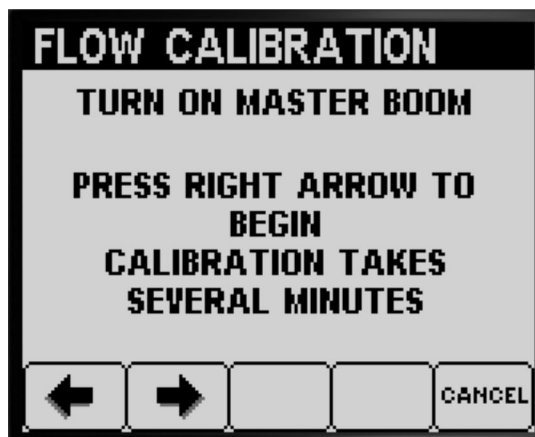 FLOW CALIBRATION
TURN ON MASTER BOOM
PRESS RIGHT ARROW TO
BEGIN
CALIBRATION TAKES
SEVERAL MINUTES
CANCEL